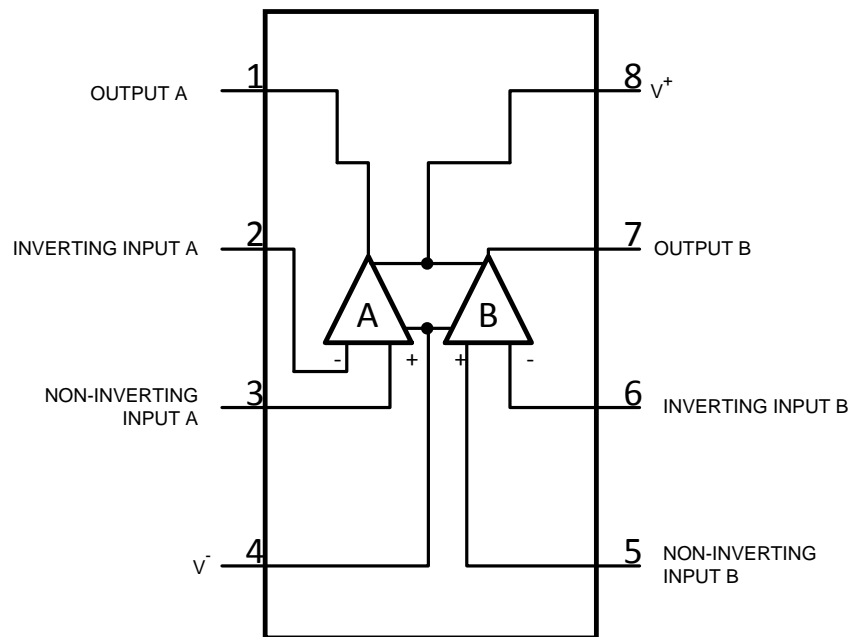 1
8
OUTPUT A
V+
2
7
INVERTING INPUT A
OUTPUT B
A
B
-
+
+
-
NON-INVERTING
INPUT A
3
6
INVERTING INPUT B
4
5
V-
NON-INVERTING
INPUT B